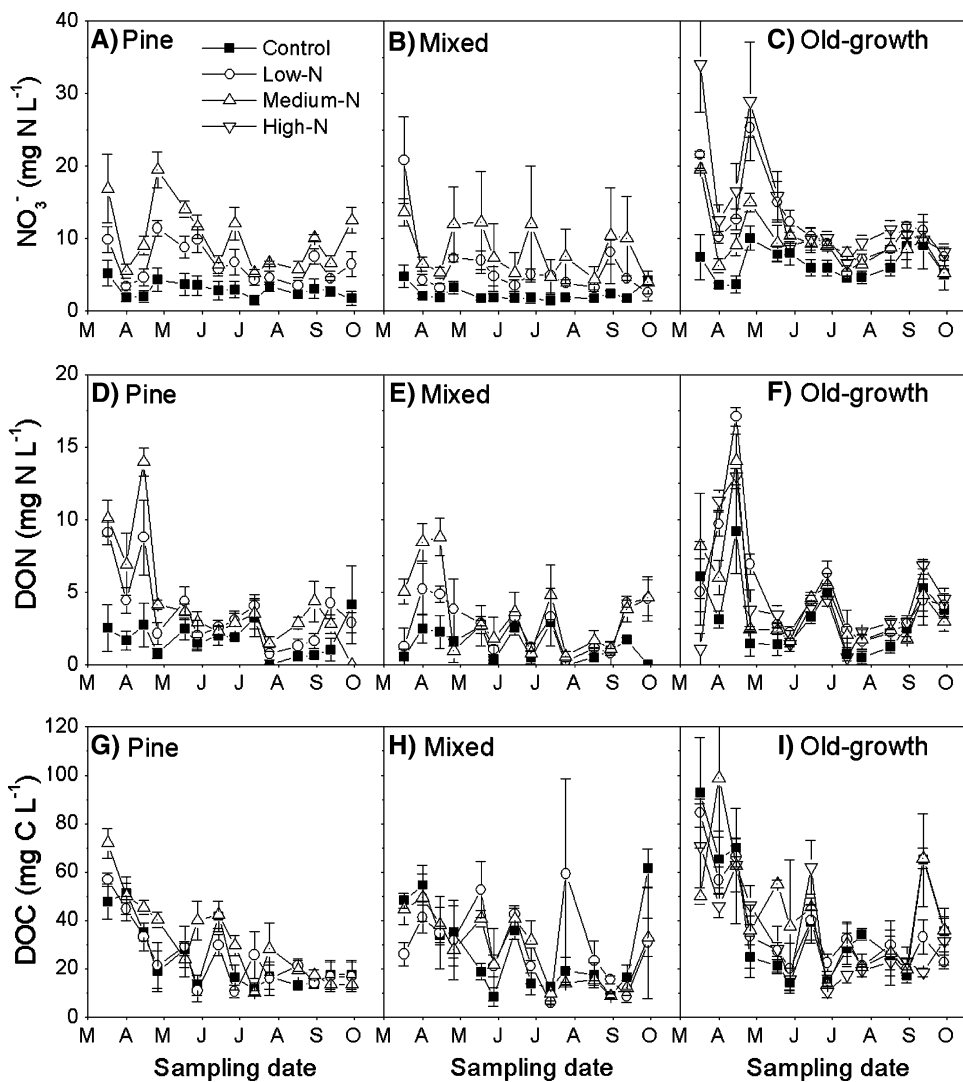 A) Pine
Control
Low-N
Medium-N
High-N
B) Mixed
C) Old-growth
NO₃⁻ (mg N L⁻¹)
40
30
20
10
0
M A M J J A S O
M A M J J A S O
M A M J J A S O
D) Pine
E) Mixed
F) Old-growth
DON (mg N L⁻¹)
20
15
10
5
0
M A M J J A S O
M A M J J A S O
M A M J J A S O
G) Pine
H) Mixed
I) Old-growth
DOC (mg C L⁻¹)
120
100
80
60
40
20
0
M A M J J A S O
M A M J J A S O
M A M J J A S O
Sampling date
Sampling date
Sampling date